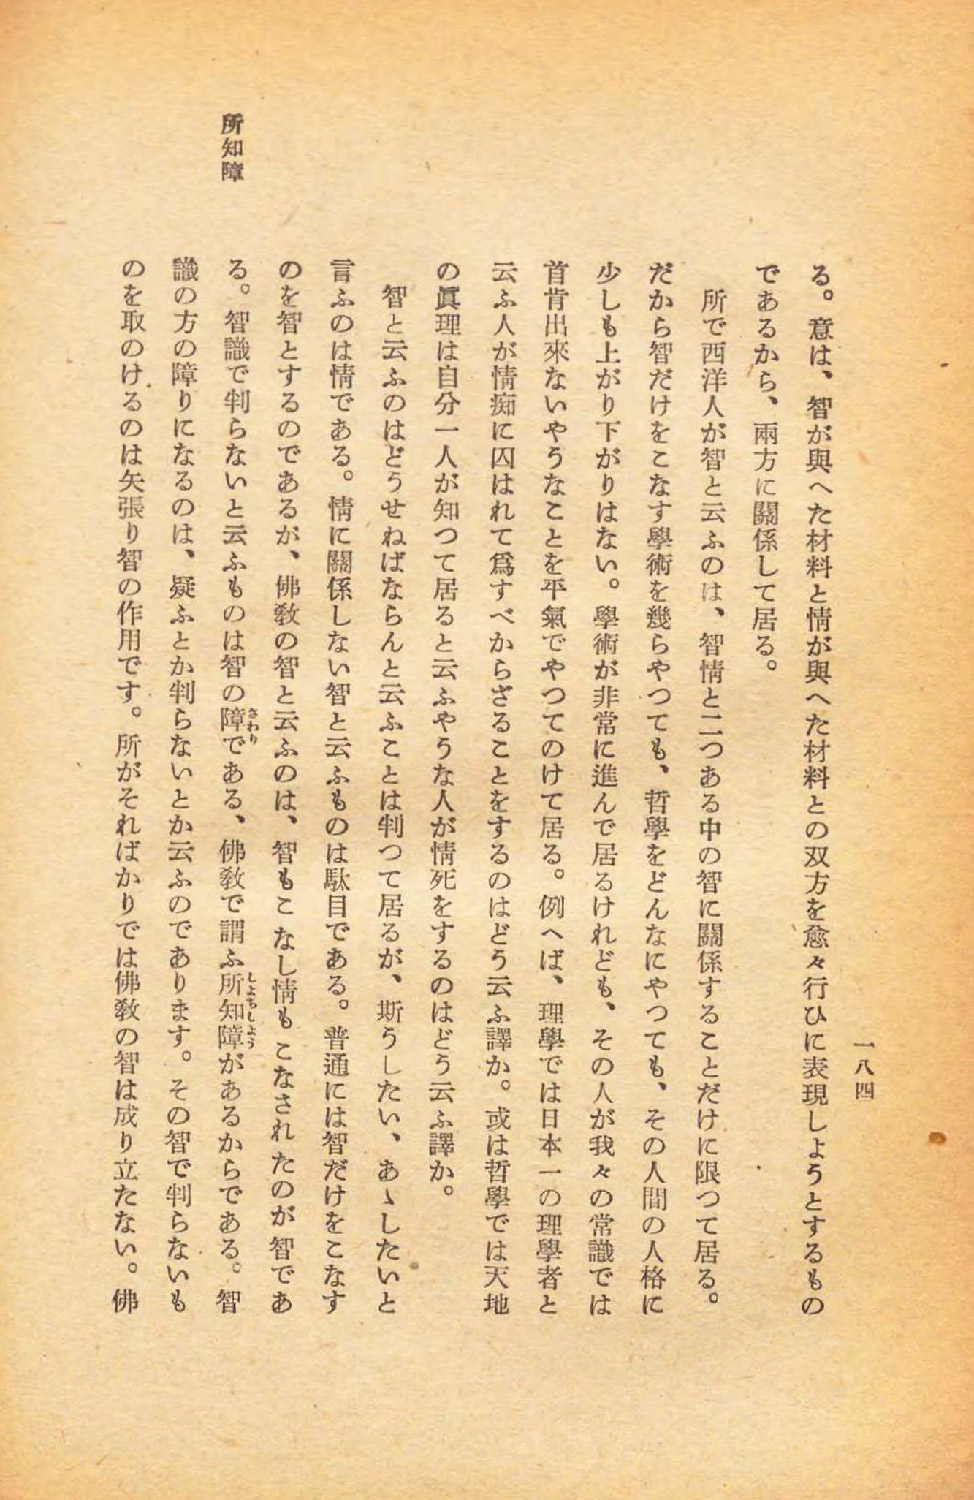 一八四
る。意は、智が與へた材料と情が與へた材料との双方を愈々行ひに表現しようとするもの
であるから、兩方に關係して居る。
所で西洋人が智と云ふのは、智情と二つある中の智に關係することだけに限つて居る。
だから智だけをこなす學術を幾らやつても、哲學をどんなにやつても、その人間の人格に
少しも上がり下がりはない。學術が非常に進んで居るけれども、その人が我々の常識では
首肯出來ないやうなことを平氣でやつてのけて居る。例へば、理學では日本一の理學者と
云ふ人が情痴に囚はれて爲すべからざることをするのはどう云ふ譯か。或は哲學では天地
の眞理は自分一人が知つて居ると云ふやうな人が情死をするのはどう云ふ譯か。
智と云ふのはどうせねばならんと云ふことは判つて居るが、斯うしたい、あゝしたいと
言ふのは情である。情に關係しない智と云ふものは駄目である。普通には智だけをこなす
のを智とするのであるが、佛敎の智と云ふのは、智もこなし情もこなされたのが智であ
所知障
る。智識で判らないと云ふものは智の障さわりである、佛敎で謂ふ所知障しよちしようがあるからである。智
識の方の障りになるのは、疑ふとか判らないとか云ふのであります。その智で判らないも
のを取のけるのは矢張り智の作用です。所がそればかりでは佛敎の智は成り立たない。佛